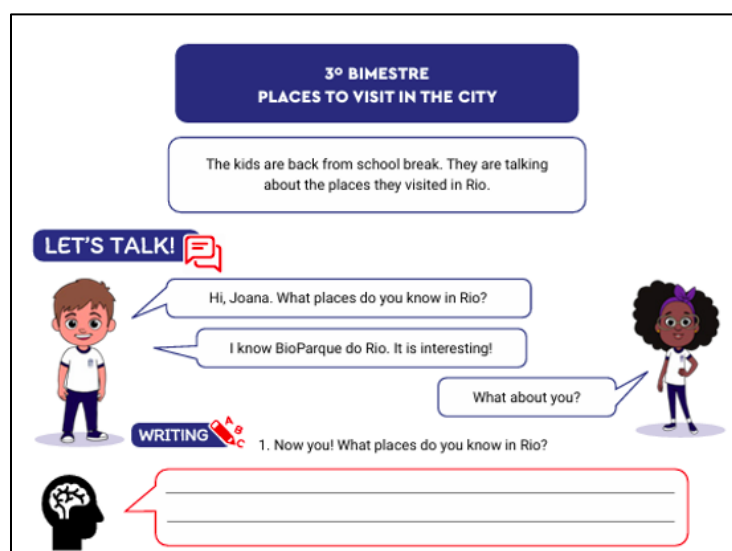 3º BIMESTRE
PLACES TO VISIT IN THE CITY
The kids are back from school break. They are talking
about the places they visited in Rio.
LET'S TALK!
Hi, Joana. What places do you know in Rio?
I know BioParque do Rio. It is interesting!
What about you?
WRITING
A
B
C
1. Now you! What places do you know in Rio?